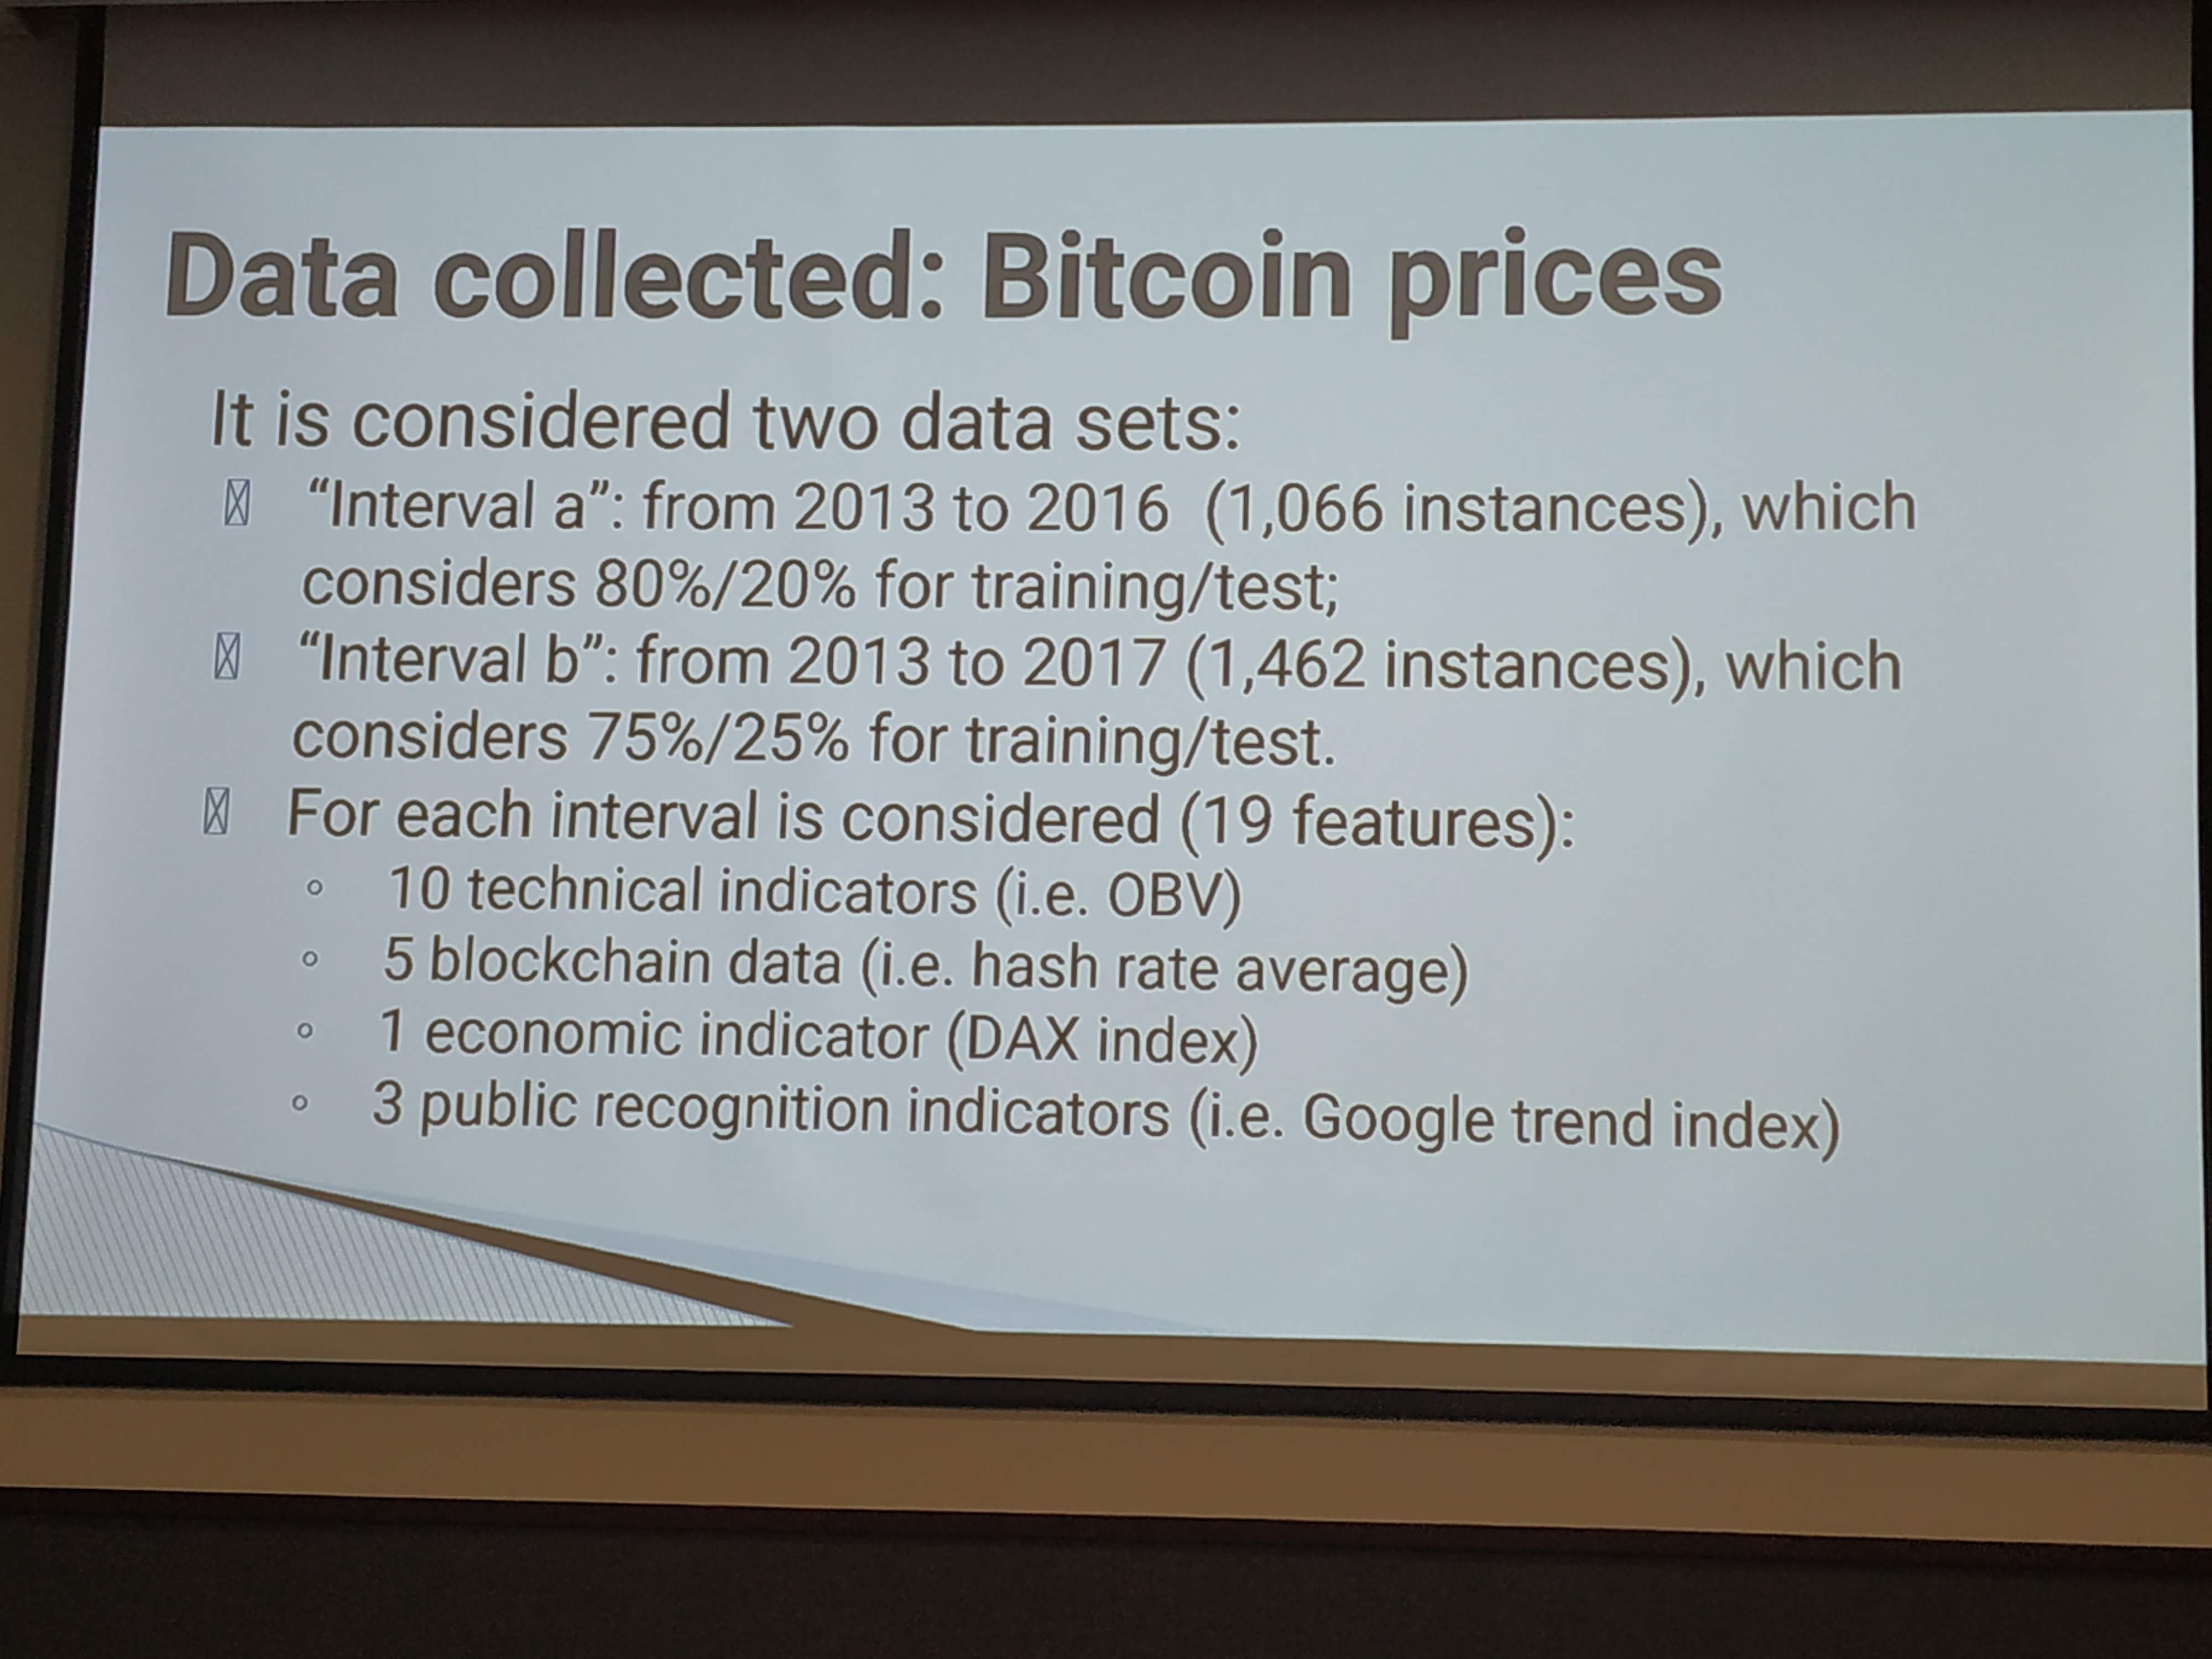 Data collected: Bitcoin prices
It is considered two data sets:
“Interval a”: from 2013 to 2016 (1,066 instances), which
considers 80%/20% for training/test;
“Interval b”: from 2013 to 2017 (1,462 instances), which
considers 75%/25% for training/test.
For each interval is considered (19 features):
10 technical indicators (i.e. OBV)
5 blockchain data (i.e. hash rate average)
1 economic indicator (DAX index)
3 public recognition indicators (i.e. Google trend index)